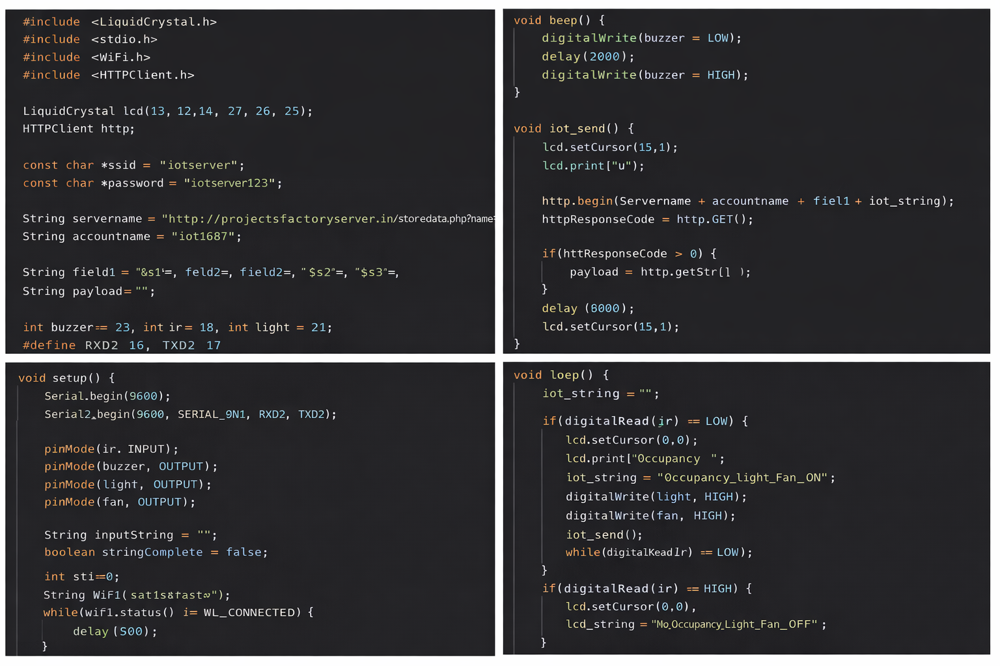 #include <LiquidCrystal.h>
#include <stdio.h>
#include <WiFi.h>
#include <HTTPClient.h>
LiquidCrystal lcd(13, 12,14, 27, 26, 25);
HTTPClient http;
const char *ssid = "iotserver";
const char *password = "iotserver123";
String servername = "http://projectsfactoryserver.in/storedata.php?name=
String accountname = "iot1687";
String field1 = "&s1'=, feld2=, field2=, "$s2"=, "$s3"=,
String payload= "";
int buzzer== 23, int ir= 18, int light = 21;
#define RXD2 16, TXD2 17
void beep() {
digitalWrite(buzzer = LOW);
delay(2000);
digitalWrite(buzzer = HIGH);
}
void iot_send() {
lcd.setCursor(15,1);
lcd.print["u");
http.begin(Servername + accountname + fiel1 + iot_string);
httpResponseCode = http.GET();
if(httResponseCode > 0) {
payload = http.getStr[] );
}
delay (6000);
lcd.setCursor(15,1);
}
void setup() {
Serial.begin(9600);
Serial2.begin(9600, SERIAL_9N1, RXD2, TXD2);
pinMode(ir. INPUT);
pinMode(buzzer, OUTPUT);
pinMode(light, OUTPUT);
pinMode(fan, OUTPUT);
String inputString = "";
boolean stringComplete = false;
int sti==0;
String WiF1( ");
while(wif1.status() i= WL_CONNECTED) {
delay (S00);
}
void loep() {
iot_string = "";
if(digitalRead(ir) == LOW) {
lcd.setCursor(0,0);
lcd.print["Occupancy ";
iot_string = "Occupancy_light_Fan_ON";
digitalWrite(light, HIGH);
digitalWrite(fan, HIGH);
iot_send();
while(digitalKeadIr) == LOW);
}
if(digitalRead(ir) == HIGH) {
lcd.setCursor(0,0),
lcd_string = "Mo_Occupancy_Light_Fan_OFF" ;
}